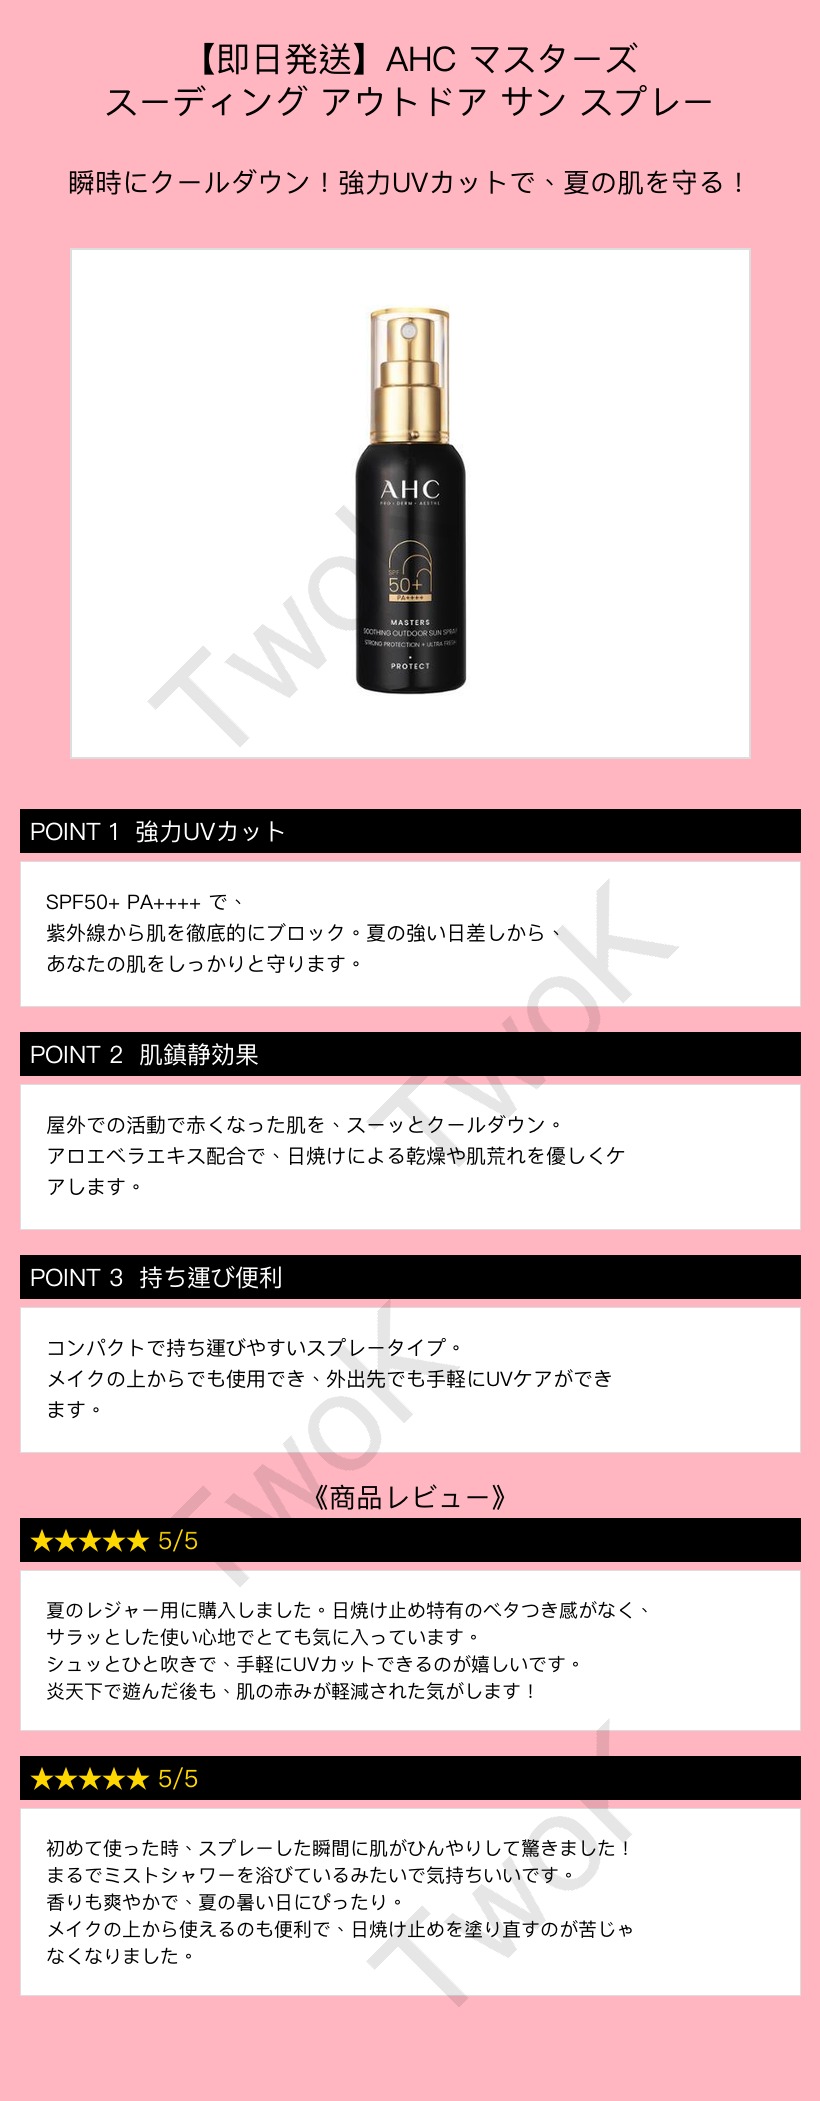 【即日発送】AHC マスターズ
スーディング アウトドア サン スプレー
瞬時にクールダウン！強力UVカットで、夏の肌を守る！
AHC
PRO·DERM·AESTHE
SPF
50+
PA++++
MASTERS
SOOTHING OUTDOOR SUN SPRAY
STRONG PROTECTION + ULTRA FRESH
PROTECT
TwoK
POINT 1 強力UVカット
SPF50+ PA++++ で、
紫外線から肌を徹底的にブロック。夏の強い日差しから、
あなたの肌をしっかりと守ります。
TwoK
POINT 2 肌鎮静効果
屋外での活動で赤くなった肌を、スーッとクールダウン。
アロエベラエキス配合で、日焼けによる乾燥や肌荒れを優しくケ
アします。
POINT 3 持ち運び便利
コンパクトで持ち運びやすいスプレータイプ。
メイクの上からでも使用でき、外出先でも手軽にUVケアができ
ます。
TwoK
《商品レビュー》
★★★★★ 5/5
夏のレジャー用に購入しました。日焼け止め特有のベタつき感がなく、
サラッとした使い心地でとても気に入っています。
シュッとひと吹きで、手軽にUVカットできるのが嬉しいです。
炎天下で遊んだ後も、肌の赤みが軽減された気がします！
★★★★★ 5/5
初めて使った時、スプレーした瞬間に肌がひんやりして驚きました！
まるでミストシャワーを浴びているみたいで気持ちいいです。
香りも爽やかで、夏の暑い日にぴったり。
メイクの上から使えるのも便利で、日焼け止めを塗り直すのが苦じゃ
なくなりました。
TwoK